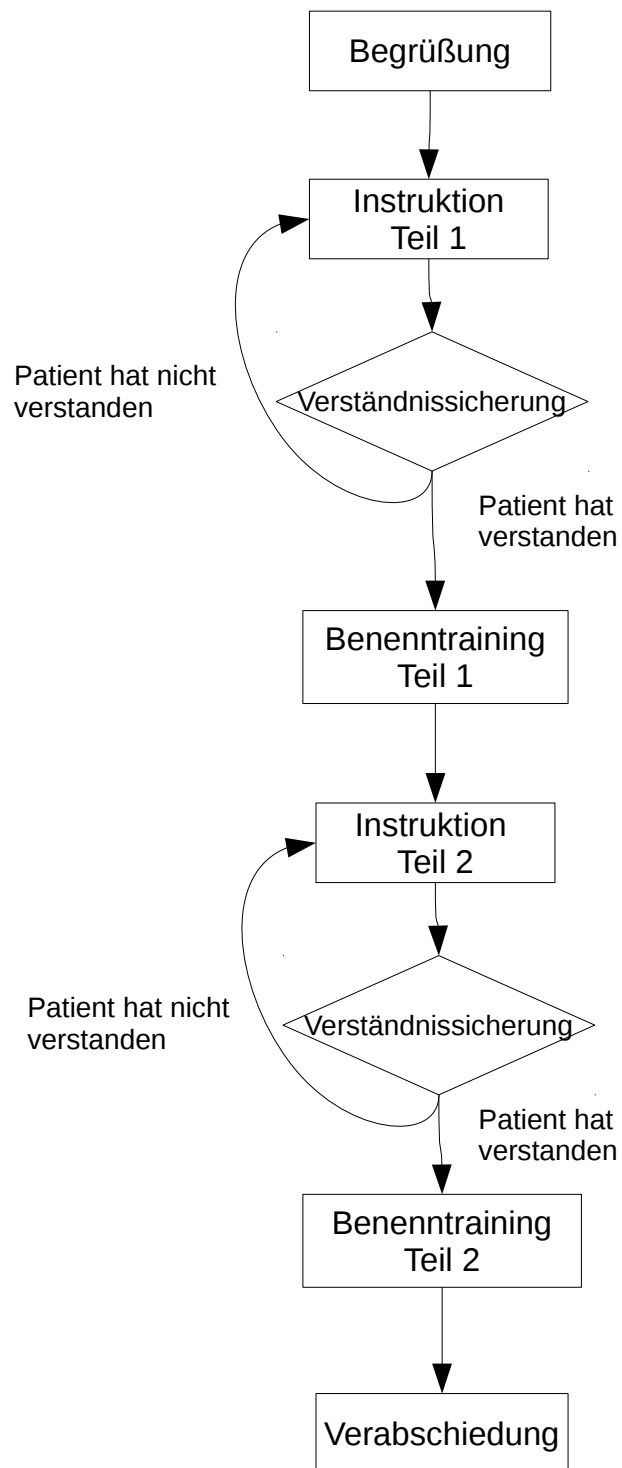 Begrüßung
Instruktion
Teil 1
Verständnissicherung
Patient hat nicht
verstanden
Patient hat
verstanden
Benenntraining
Teil 1
Instruktion
Teil 2
Verständnissicherung
Patient hat nicht
verstanden
Patient hat
verstanden
Benenntraining
Teil 2
Verabschiedung